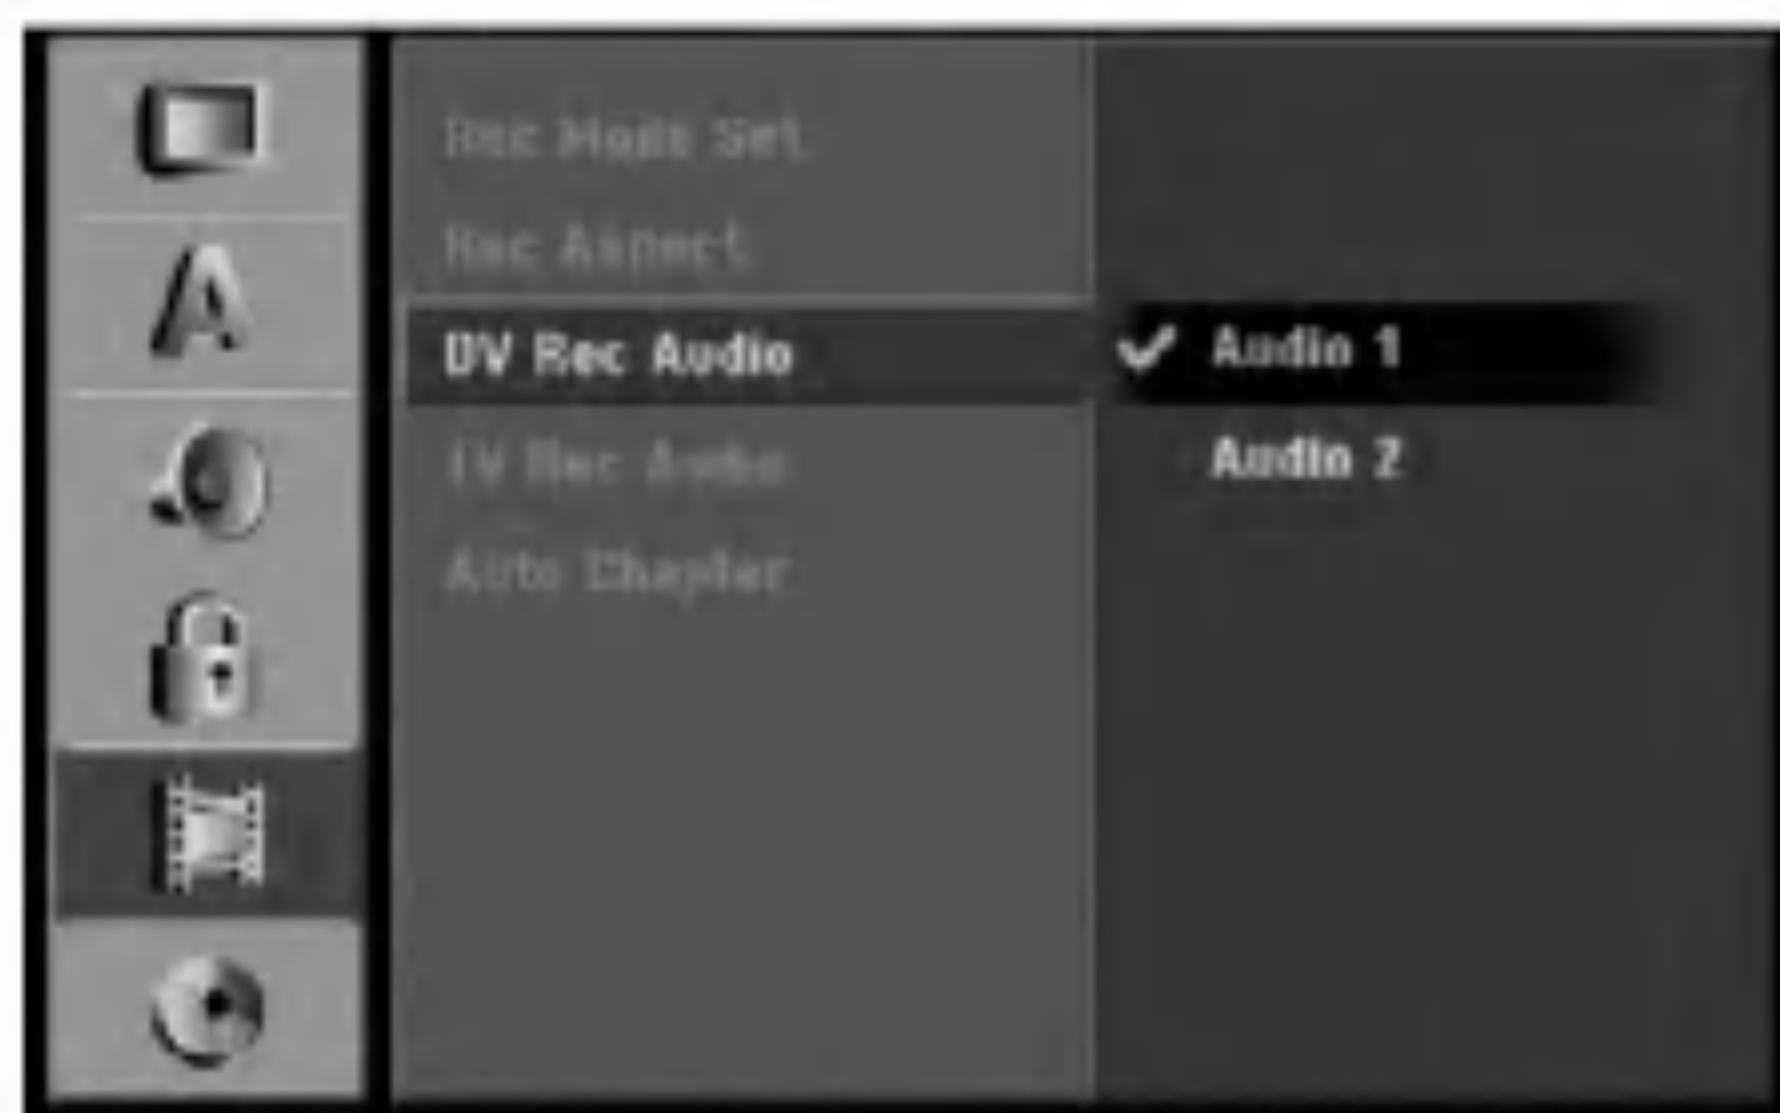 Rec Mode Set
Rec Aspect
DV Rec Audio
Audio 1
TV Rec Audio
Audio 2
Auto Chapter